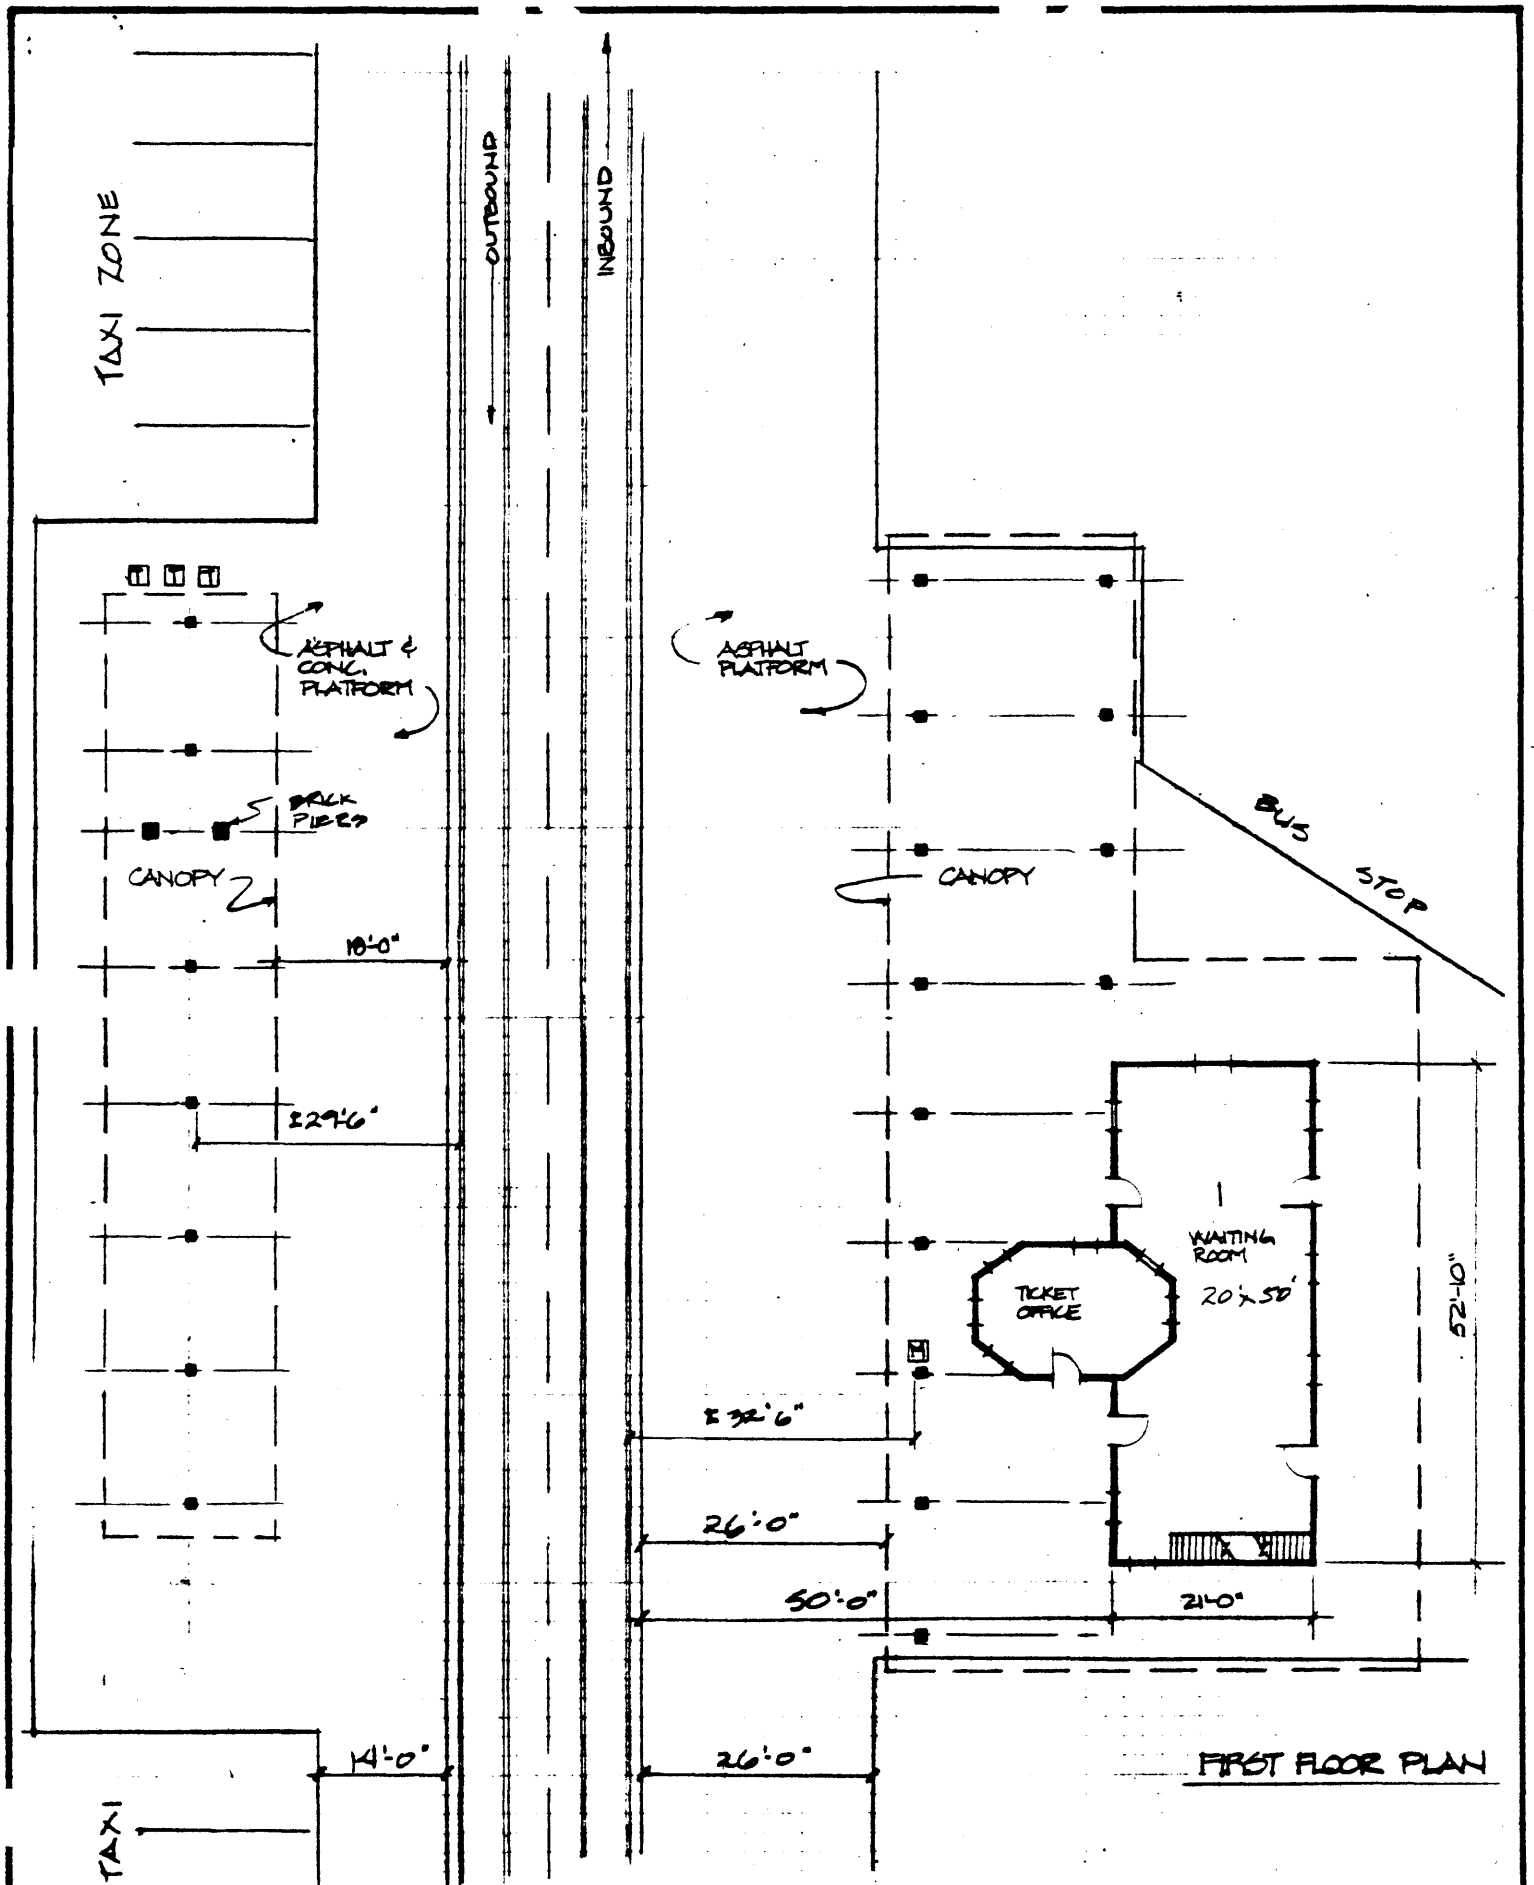 TAXI ZONE
OUTBOUND
INBOUND
T T T
ASPHALT &
CONC.
PLATFORM
ASPHALT
PLATFORM
BRICK
PIERS
CANOPY
CANOPY
BUS STOP
18'-0"
±29'-6"
WAITING
ROOM
20'x50'
TICKET
OFFICE
52'-10"
±32'6"
26'-0"
50'-0"
21'-0"
14'-0"
26'-0"
FIRST FLOOR PLAN
TAXI